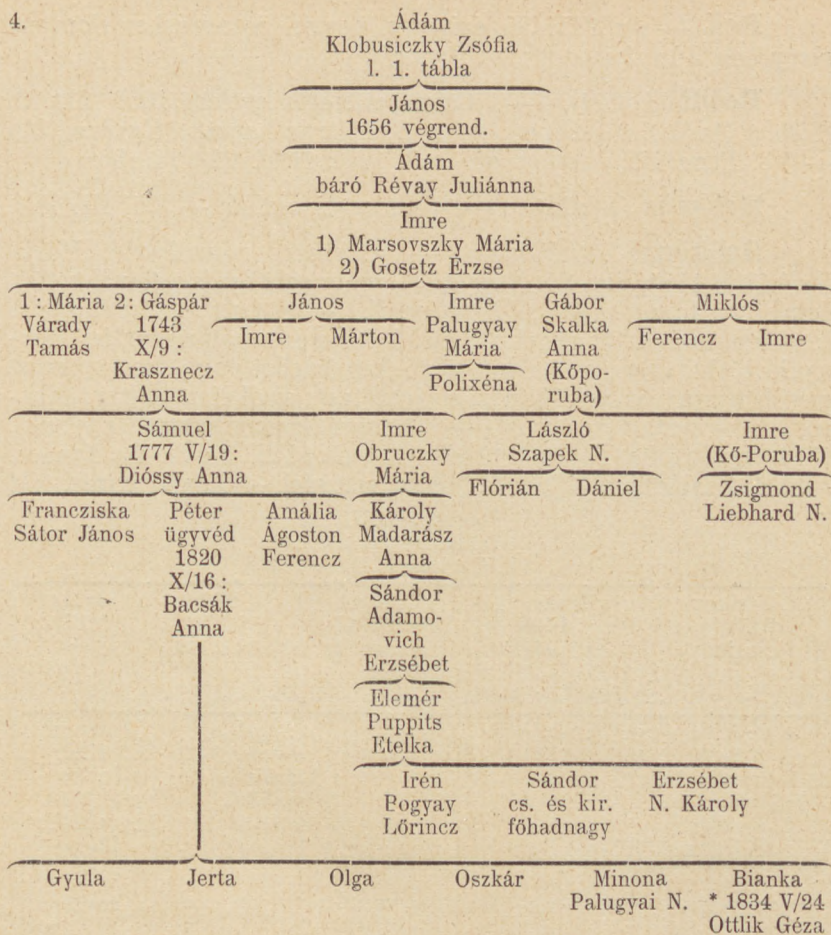 4.
Ádám
Klobusiczky Zsófia
l. 1. tábla
János
1656 végrend.
Ádám
báró Révay Juliánna
Imre
1) Marsovszky Mária
2) Gosetz Erzse
1 : Mária 2: Gáspár János Imre Gábor Miklós
Várady 1743 Imre Márton Palugyay Skalka Ferencz Imre
Tamás X/9 : Mária Anna
Krasznecz Polixéna (Kőpo-
Anna ruba)
Sámuel Imre László Imre
1777 V/19: Obruczky Szapek N. (Kő-Poruba)
Dióssy Anna Mária Flórián Dániel Zsigmond
Francziska Péter Amália Károly Liebhard N.
Sátor János ügyvéd Ágoston Madarász
1820 Ferencz Anna
X/16 : Sándor
Bacsák Adamo-
Anna vich
Erzsébet
Elemér
Puppits
Etelka
Irén Sándor Erzsébet
Pogyay cs. és kir. N. Károly
Lőrincz főhadnagy
Gyula Jerta Olga Oszkár Minona Bianka
Palugyai N. * 1834 V/24
Ottlik Géza